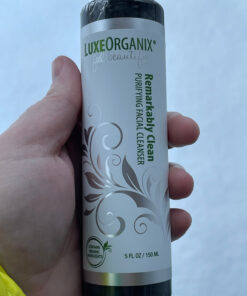 LUXEORGANIX®
Remarkably Clean
PURIFYING FACIAL CLEANSER
5 FL OZ / 150 ML